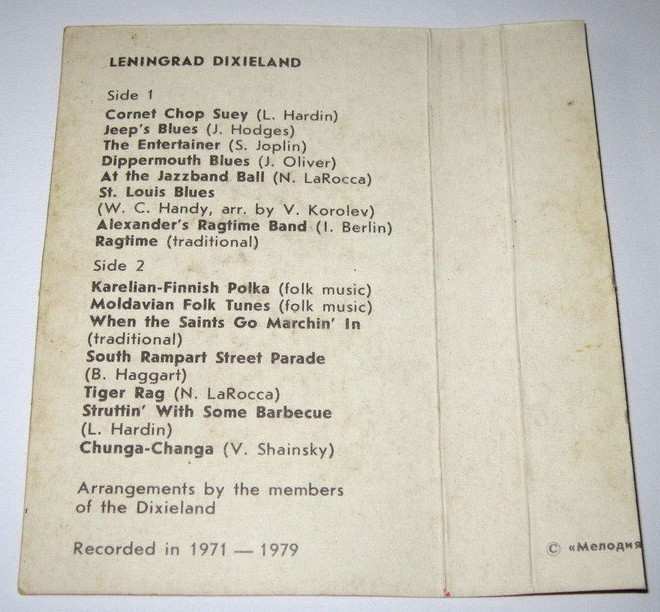 LENINGRAD DIXIELAND
Side 1
Cornet Chop Suey (L. Hardin)
Jeep's Blues (J. Hodges)
The Entertainer (S. Joplin)
Dippermouth Blues (J. Oliver)
At the Jazzband Ball (N. LaRocca)
St. Louis Blues
(W. C. Handy, arr. by V. Korolev)
Alexander's Ragtime Band (I. Berlin)
Ragtime (traditional)
Side 2
Karelian-Finnish Polka (folk music)
Moldavian Folk Tunes (folk music)
When the Saints Go Marchin' In
(traditional)
South Rampart Street Parade
(B. Haggart)
Tiger Rag (N. LaRocca)
Struttin' With Some Barbecue
(L. Hardin)
Chunga-Changa (V. Shainsky)
Arrangements by the members
of the Dixieland
Recorded in 1971 — 1979
© «Мелодия